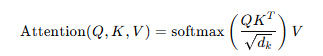 Attention(Q, K, V) = softmax(QK^T / √d_k) V